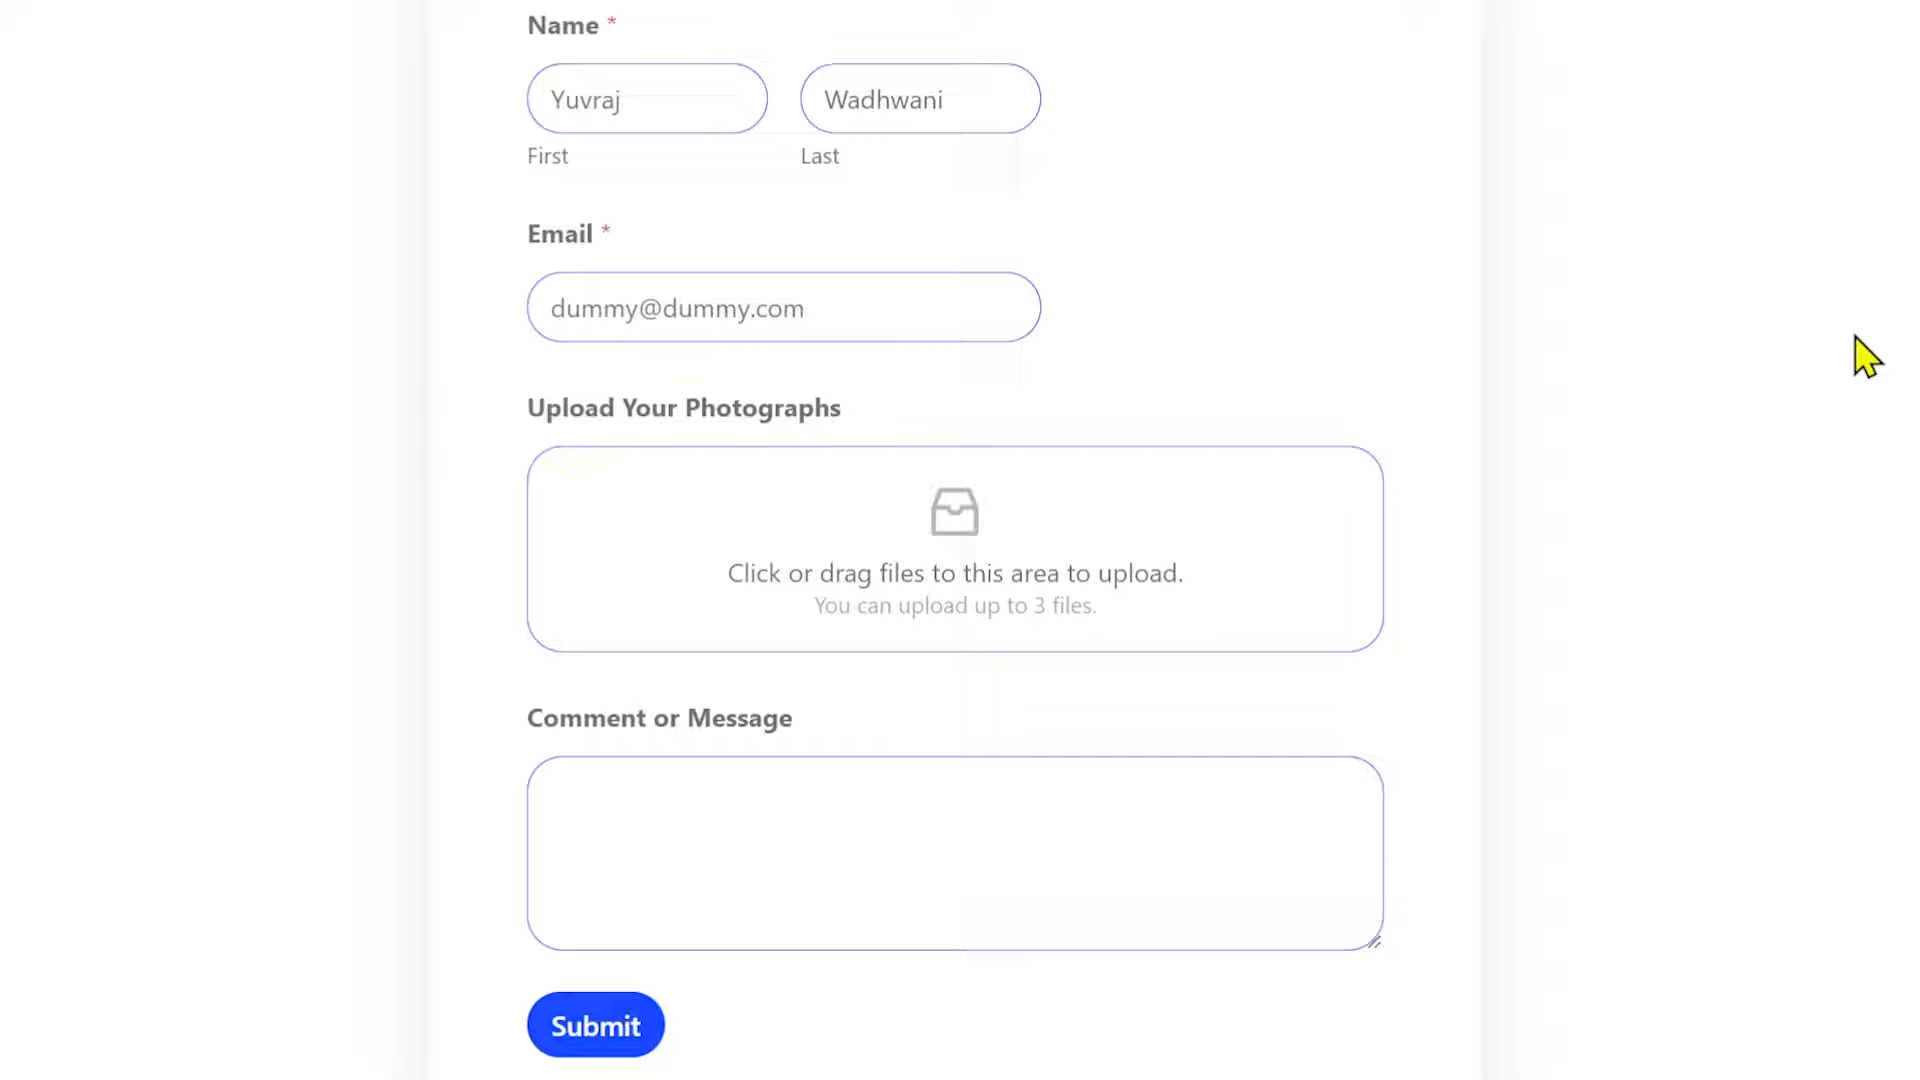 Name *
Yuvraj Wadhwani
First Last
Email *
dummy@dummy.com
Upload Your Photographs
Click or drag files to this area to upload.
You can upload up to 3 files.
Comment or Message
Submit